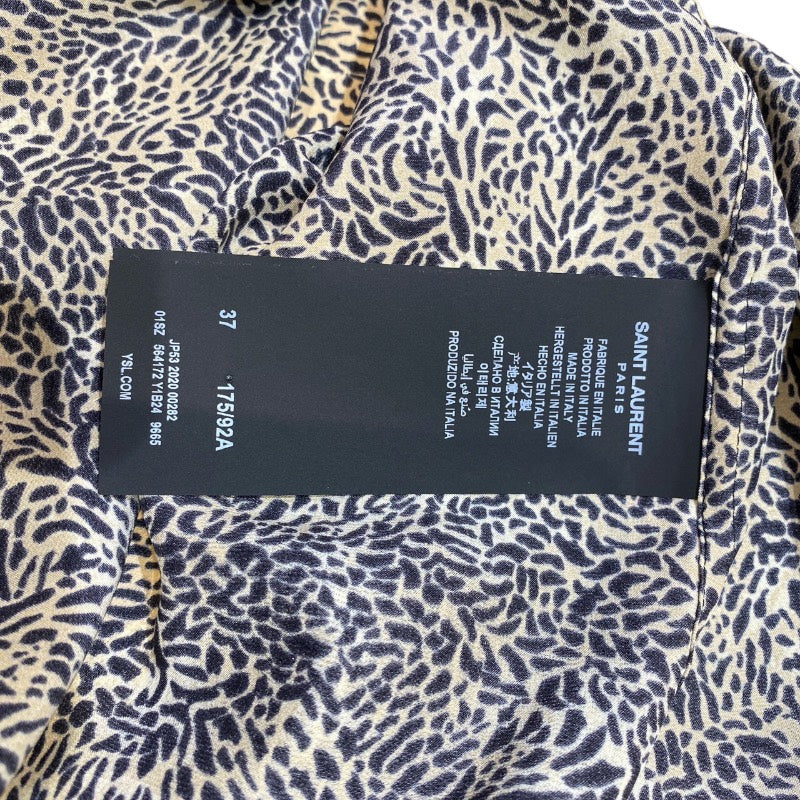 SAINT LAURENT
PARIS
FABRIQUE EN ITALIE
PRODOTTO IN ITALIA
MADE IN ITALY
HERGESTELLT IN ITALIEN
HECHO EN ITALIA
イタリア製
产地:意大利
СДЕЛАНО В ИТАЛИИ
이태리제
صنع في إيطاليا
PRODUZIDO NA ITALIA
37 175/92A
JP53 2020 00282
018Z 564172 Y1B24 9665
YSL.COM